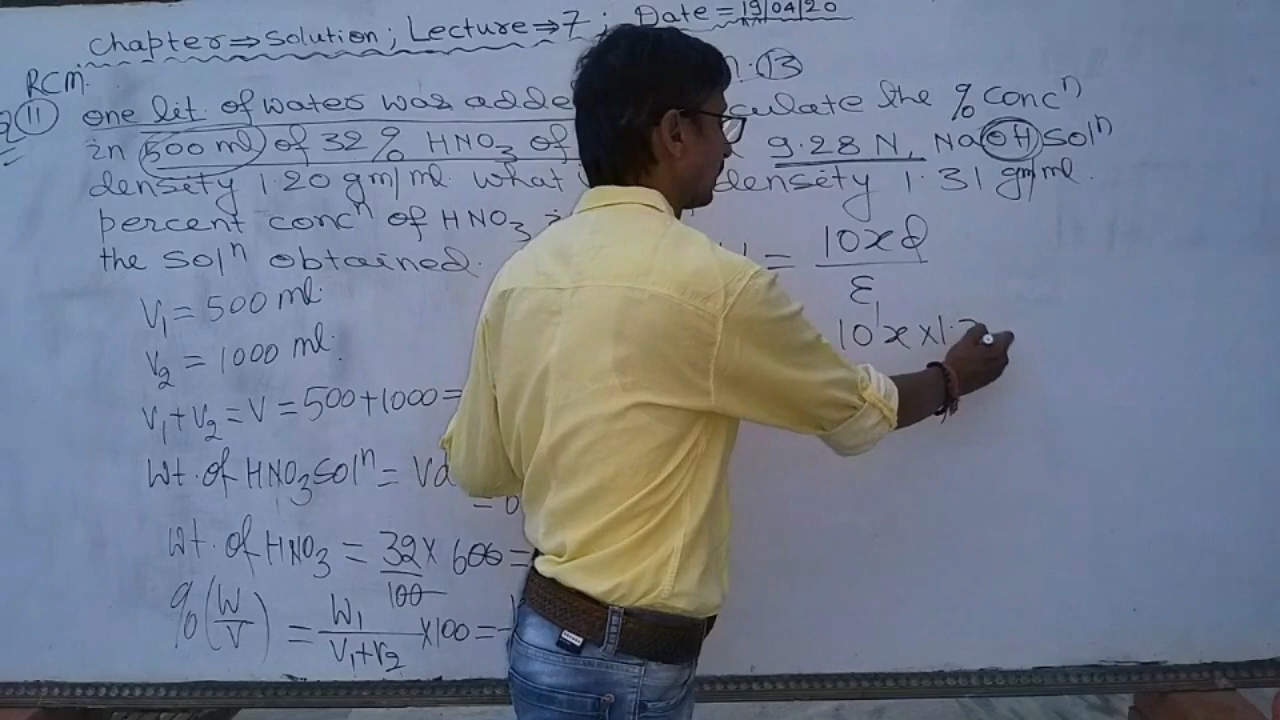 Chapter ⇒ Solution ; Lecture ⇒ 7 ; Date = 19/04/20
RCM.
Q (11) one lit. of water was adde
in 500 ml of 32% HNO3 of
density 1.20 gm/ml. what
percent concⁿ of HNO3
the Solⁿ obtained.
V1 = 500 ml.
V2 = 1000 ml.
V1+V2 = V = 500+1000 =
Wt. of HNO3 Solⁿ = Vd
= 6
Wt. of HNO3 = 32/100 × 600 =
% (W/V) = W1/V1+V2 ×100 =
(13)
culate the % Concⁿ
9.28 N, NaOH Solⁿ
density 1.31 gm/ml.
= 10xd/E1
10x × 1.